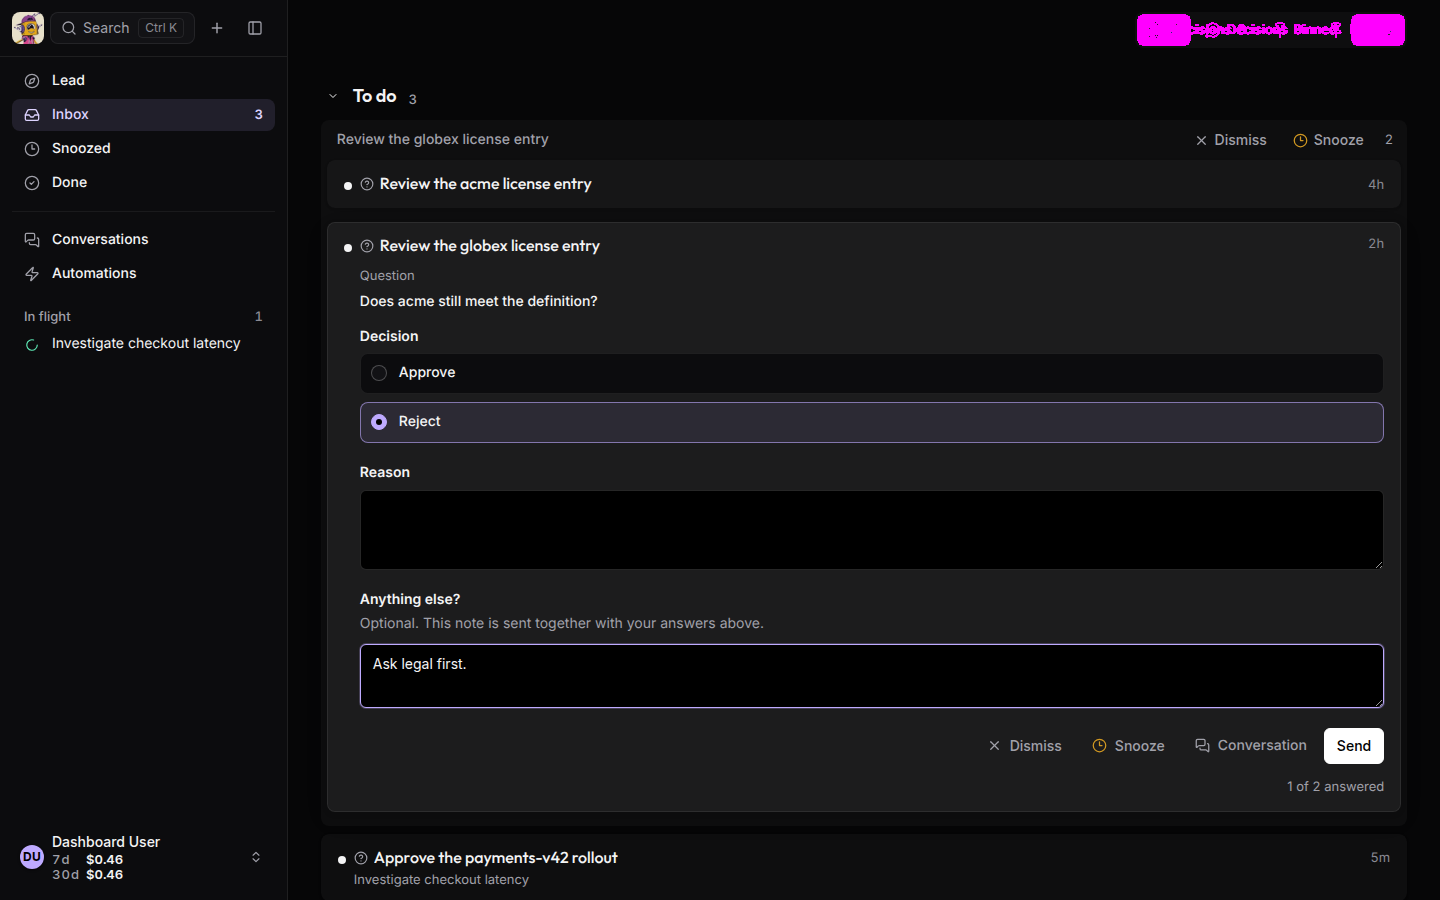 Search Ctrl K
Lead
Inbox 3
Snoozed
Done
Conversations
Automations
In flight 1
Investigate checkout latency
Dashboard User
7d $0.46
30d $0.46
DU
To do 3
Review the globex license entry Dismiss Snooze 2
Review the acme license entry 4h
Review the globex license entry 2h
Question
Does acme still meet the definition?
Decision
Approve
Reject
Reason
Anything else?
Optional. This note is sent together with your answers above.
Ask legal first.
Dismiss Snooze Conversation Send
1 of 2 answered
Approve the payments-v42 rollout 5m
Investigate checkout latency